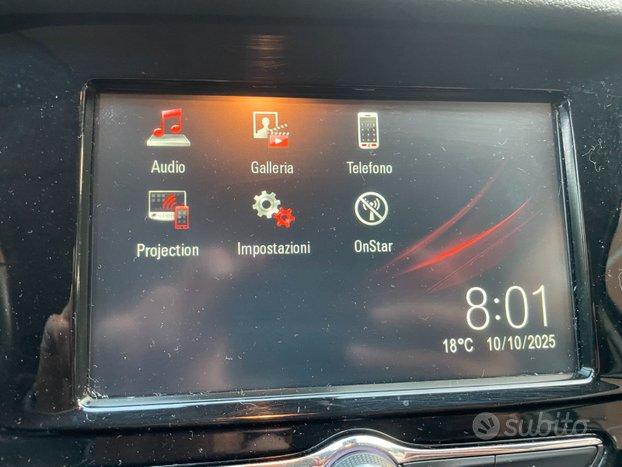 Audio Galleria Telefono
Projection Impostazioni OnStar
8:01
18°C 10/10/2025
subito